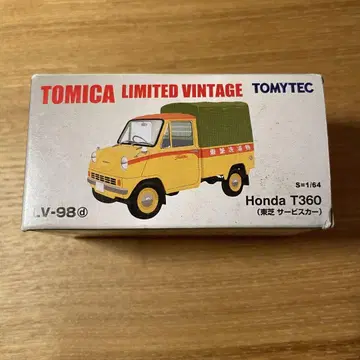 TOMICA LIMITED VINTAGE TOMYTEC
S=1/64
LV-98d
Honda T360
(東芝 サービスカー)